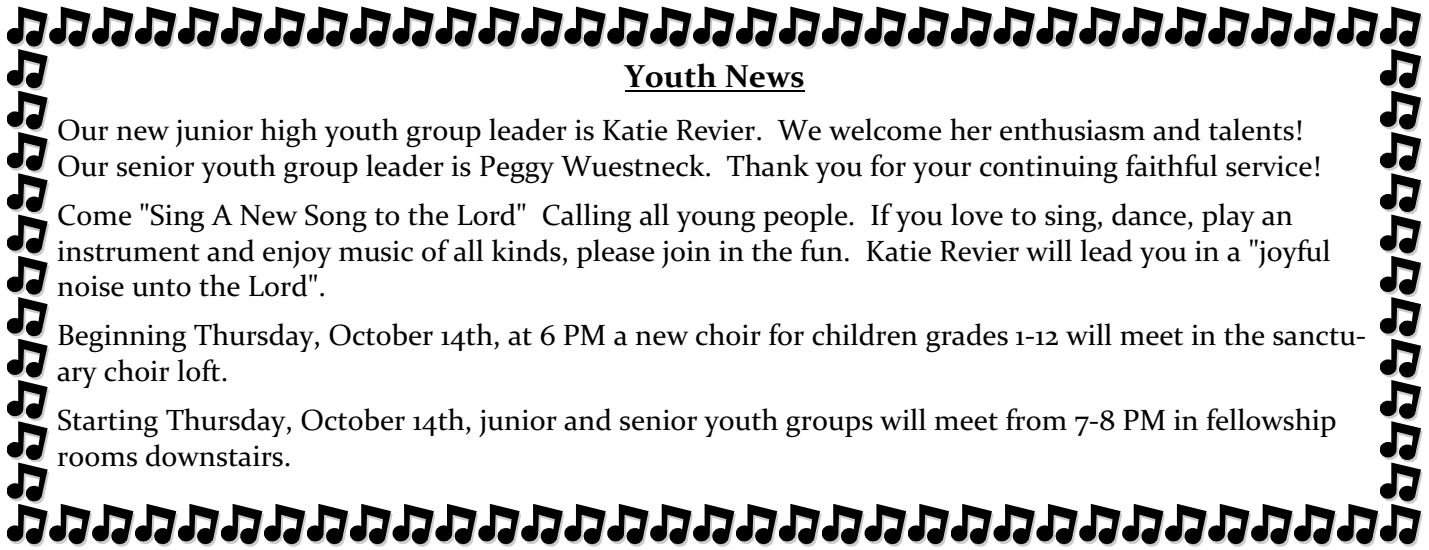 Youth News
Our new junior high youth group leader is Katie Revier.  We welcome her enthusiasm and talents!
Our senior youth group leader is Peggy Wuestneck.  Thank you for your continuing faithful service!
Come "Sing A New Song to the Lord"  Calling all young people.  If you love to sing, dance, play an
instrument and enjoy music of all kinds, please join in the fun.  Katie Revier will lead you in a "joyful
noise unto the Lord".
Beginning Thursday, October 14th, at 6 PM a new choir for children grades 1-12 will meet in the sanctu-
ary choir loft.
Starting Thursday, October 14th, junior and senior youth groups will meet from 7-8 PM in fellowship
rooms downstairs.